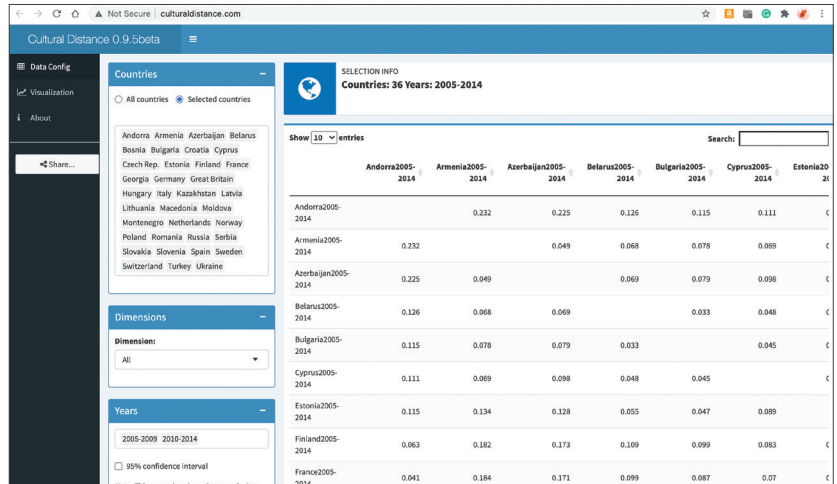 Not Secure | culturaldistance.com
Cultural Distance 0.9.5beta
Data Config
Visualization
i About
Share...
Countries
All countries Selected countries
Andorra Armenia Azerbaijan Belarus
Bosnia Bulgaria Croatia Cyprus
Czech Rep. Estonia Finland France
Georgia Germany Great Britain
Hungary Italy Kazakhstan Latvia
Lithuania Macedonia Moldova
Montenegro Netherlands Norway
Poland Romania Russia Serbia
Slovakia Slovenia Spain Sweden
Switzerland Turkey Ukraine
Dimensions
Dimension:
All
Years
2005-2009 2010-2014
95% confidence interval
SELECTION INFO
Countries: 36 Years: 2005-2014
Show 10 entries Search:
Andorra2005- Armenia2005- Azerbaijan2005- Belarus2005- Bulgaria2005- Cyprus2005- Estonia20
2014 2014 2014 2014 2014 2014 20
Andorra2005-
2014 0.232 0.225 0.126 0.115 0.111
Armenia2005-
2014 0.232 0.049 0.068 0.078 0.069
Azerbaijan2005-
2014 0.225 0.049 0.069 0.079 0.098
Belarus2005-
2014 0.126 0.068 0.069 0.033 0.048
Bulgaria2005-
2014 0.115 0.078 0.079 0.033 0.045
Cyprus2005-
2014 0.111 0.069 0.098 0.048 0.045
Estonia2005-
2014 0.115 0.134 0.128 0.055 0.047 0.089
Finland2005-
2014 0.063 0.182 0.173 0.109 0.099 0.083
France2005-
2014 0.041 0.184 0.171 0.099 0.087 0.07